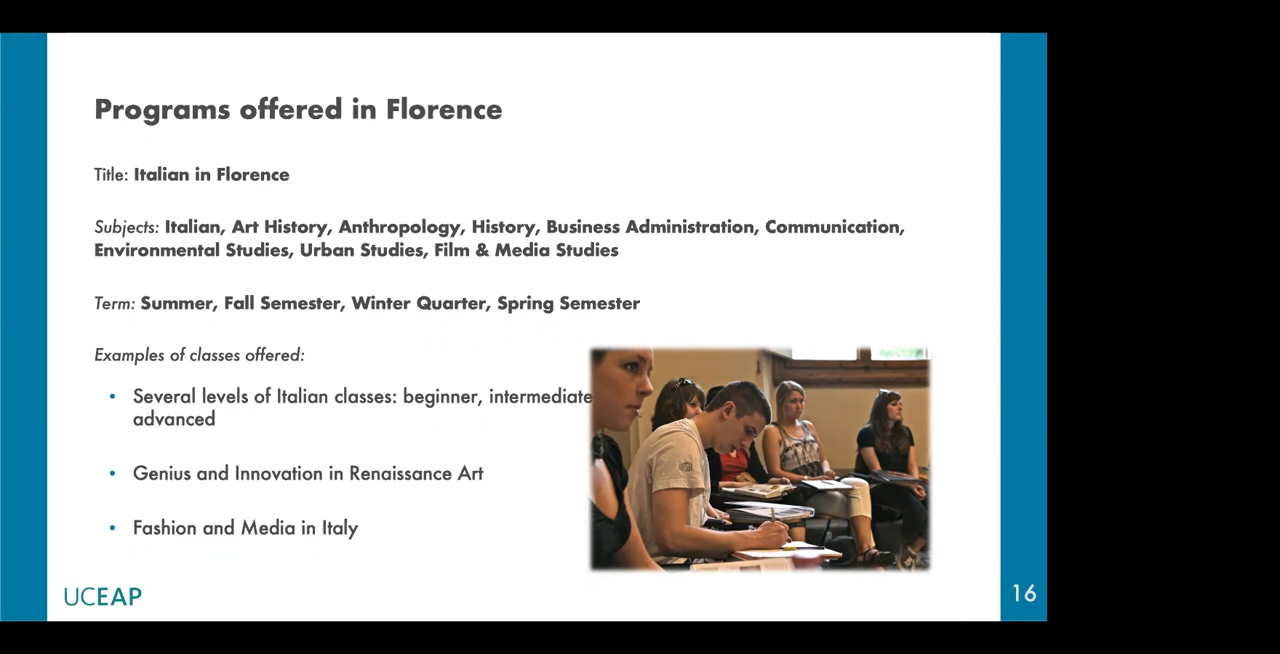 Programs offered in Florence
Title: Italian in Florence
Subjects: Italian, Art History, Anthropology, History, Business Administration, Communication,
Environmental Studies, Urban Studies, Film & Media Studies
Term: Summer, Fall Semester, Winter Quarter, Spring Semester
Examples of classes offered:
• Several levels of Italian classes: beginner, intermediate
advanced
• Genius and Innovation in Renaissance Art
• Fashion and Media in Italy
UCEAP
16